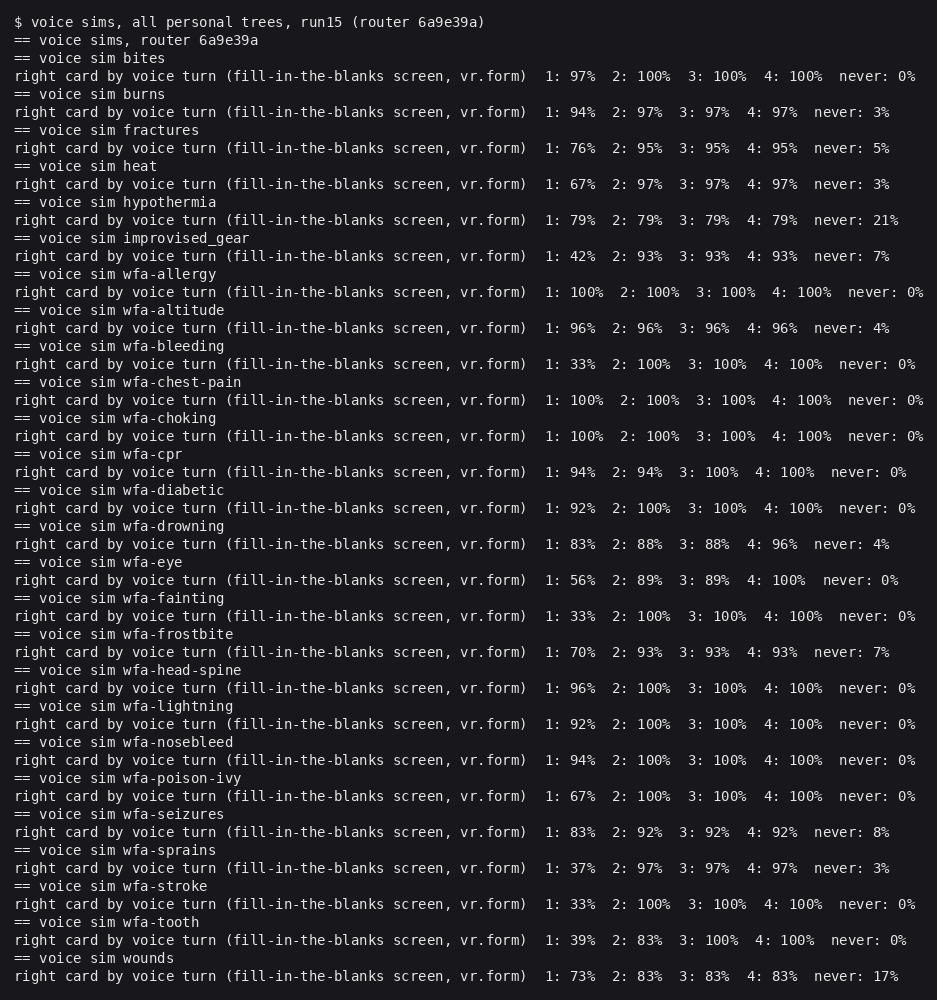 $ voice sims, all personal trees, run15 (router 6a9e39a)
== voice sims, router 6a9e39a
== voice sim bites
right card by voice turn (fill-in-the-blanks screen, vr.form)  1: 97%  2: 100%  3: 100%  4: 100%  never: 0%
== voice sim burns
right card by voice turn (fill-in-the-blanks screen, vr.form)  1: 94%  2: 97%  3: 97%  4: 97%  never: 3%
== voice sim fractures
right card by voice turn (fill-in-the-blanks screen, vr.form)  1: 76%  2: 95%  3: 95%  4: 95%  never: 5%
== voice sim heat
right card by voice turn (fill-in-the-blanks screen, vr.form)  1: 67%  2: 97%  3: 97%  4: 97%  never: 3%
== voice sim hypothermia
right card by voice turn (fill-in-the-blanks screen, vr.form)  1: 79%  2: 79%  3: 79%  4: 79%  never: 21%
== voice sim improvised_gear
right card by voice turn (fill-in-the-blanks screen, vr.form)  1: 42%  2: 93%  3: 93%  4: 93%  never: 7%
== voice sim wfa-allergy
right card by voice turn (fill-in-the-blanks screen, vr.form)  1: 100%  2: 100%  3: 100%  4: 100%  never: 0%
== voice sim wfa-altitude
right card by voice turn (fill-in-the-blanks screen, vr.form)  1: 96%  2: 96%  3: 96%  4: 96%  never: 4%
== voice sim wfa-bleeding
right card by voice turn (fill-in-the-blanks screen, vr.form)  1: 33%  2: 100%  3: 100%  4: 100%  never: 0%
== voice sim wfa-chest-pain
right card by voice turn (fill-in-the-blanks screen, vr.form)  1: 100%  2: 100%  3: 100%  4: 100%  never: 0%
== voice sim wfa-choking
right card by voice turn (fill-in-the-blanks screen, vr.form)  1: 100%  2: 100%  3: 100%  4: 100%  never: 0%
== voice sim wfa-cpr
right card by voice turn (fill-in-the-blanks screen, vr.form)  1: 94%  2: 94%  3: 100%  4: 100%  never: 0%
== voice sim wfa-diabetic
right card by voice turn (fill-in-the-blanks screen, vr.form)  1: 92%  2: 100%  3: 100%  4: 100%  never: 0%
== voice sim wfa-drowning
right card by voice turn (fill-in-the-blanks screen, vr.form)  1: 83%  2: 88%  3: 88%  4: 96%  never: 4%
== voice sim wfa-eye
right card by voice turn (fill-in-the-blanks screen, vr.form)  1: 56%  2: 89%  3: 89%  4: 100%  never: 0%
== voice sim wfa-fainting
right card by voice turn (fill-in-the-blanks screen, vr.form)  1: 33%  2: 100%  3: 100%  4: 100%  never: 0%
== voice sim wfa-frostbite
right card by voice turn (fill-in-the-blanks screen, vr.form)  1: 70%  2: 93%  3: 93%  4: 93%  never: 7%
== voice sim wfa-head-spine
right card by voice turn (fill-in-the-blanks screen, vr.form)  1: 96%  2: 100%  3: 100%  4: 100%  never: 0%
== voice sim wfa-lightning
right card by voice turn (fill-in-the-blanks screen, vr.form)  1: 92%  2: 100%  3: 100%  4: 100%  never: 0%
== voice sim wfa-nosebleed
right card by voice turn (fill-in-the-blanks screen, vr.form)  1: 94%  2: 100%  3: 100%  4: 100%  never: 0%
== voice sim wfa-poison-ivy
right card by voice turn (fill-in-the-blanks screen, vr.form)  1: 67%  2: 100%  3: 100%  4: 100%  never: 0%
== voice sim wfa-seizures
right card by voice turn (fill-in-the-blanks screen, vr.form)  1: 83%  2: 92%  3: 92%  4: 92%  never: 8%
== voice sim wfa-sprains
right card by voice turn (fill-in-the-blanks screen, vr.form)  1: 37%  2: 97%  3: 97%  4: 97%  never: 3%
== voice sim wfa-stroke
right card by voice turn (fill-in-the-blanks screen, vr.form)  1: 33%  2: 100%  3: 100%  4: 100%  never: 0%
== voice sim wfa-tooth
right card by voice turn (fill-in-the-blanks screen, vr.form)  1: 39%  2: 83%  3: 100%  4: 100%  never: 0%
== voice sim wounds
right card by voice turn (fill-in-the-blanks screen, vr.form)  1: 73%  2: 83%  3: 83%  4: 83%  never: 17%